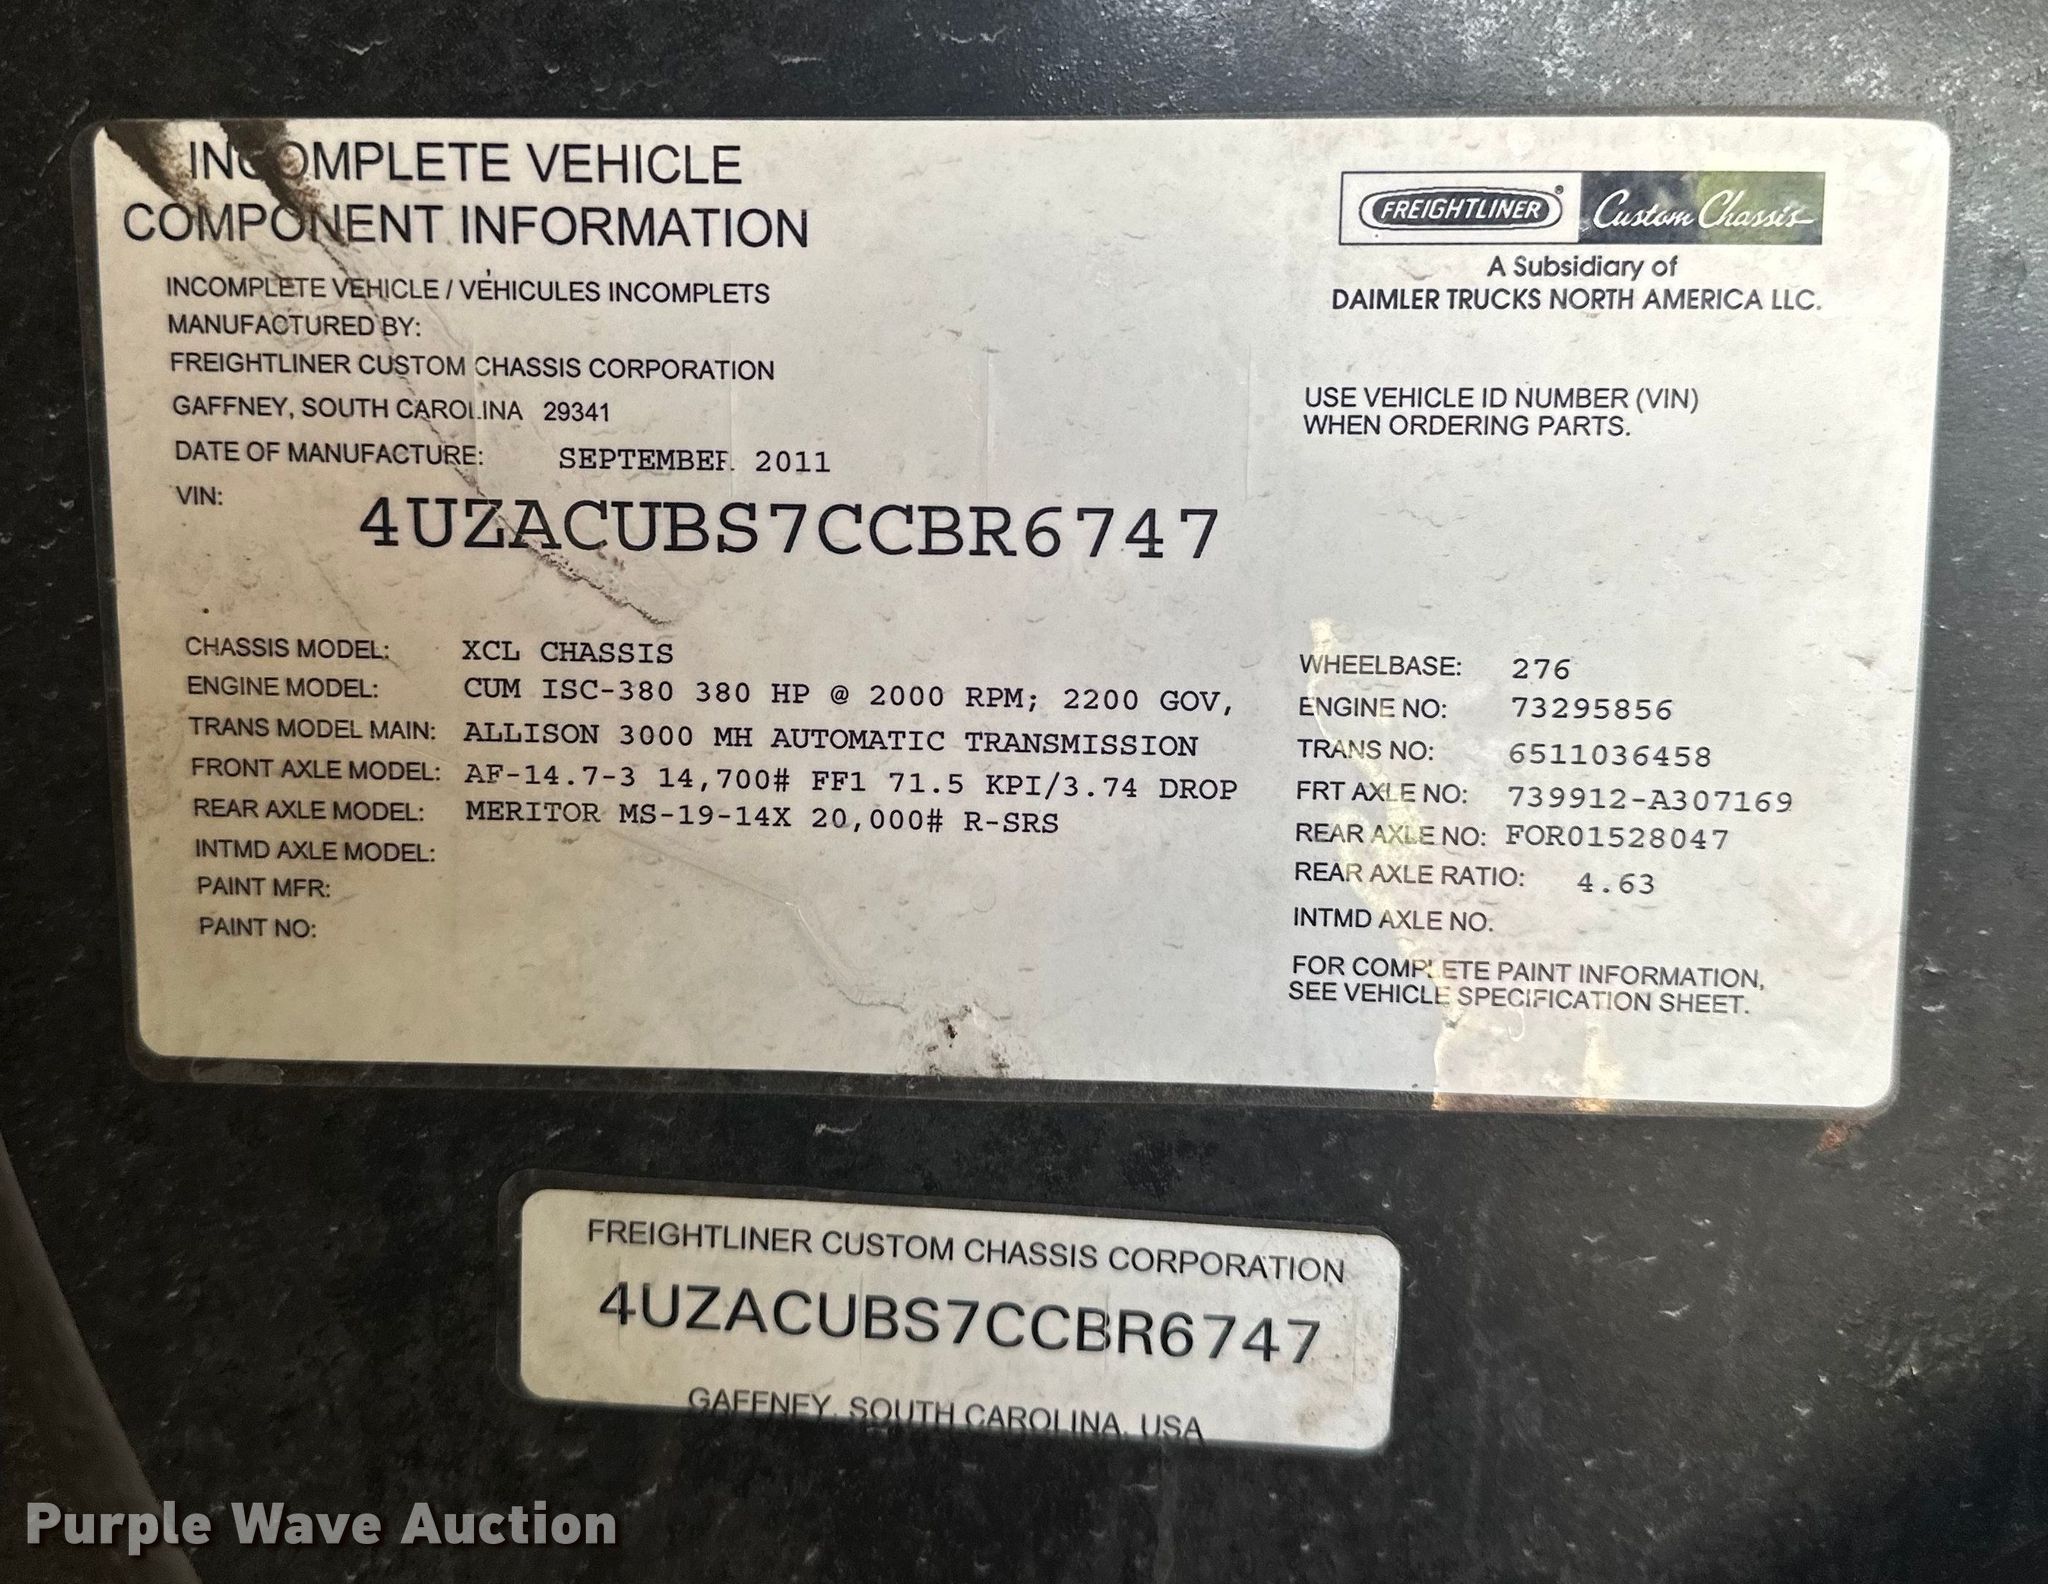 INCOMPLETE VEHICLE
COMPONENT INFORMATION
INCOMPLETE VEHICLE / VÉHICULES INCOMPLETS
MANUFACTURED BY:
FREIGHTLINER CUSTOM CHASSIS CORPORATION
GAFFNEY, SOUTH CAROLINA 29341
DATE OF MANUFACTURE: SEPTEMBER 2011
VIN: 4UZACUBS7CCBR6747
FREIGHTLINER® Custom Chassis
A Subsidiary of
DAIMLER TRUCKS NORTH AMERICA LLC.
USE VEHICLE ID NUMBER (VIN)
WHEN ORDERING PARTS.
CHASSIS MODEL: XCL CHASSIS
ENGINE MODEL: CUM ISC-380 380 HP @ 2000 RPM; 2200 GOV,
TRANS MODEL MAIN: ALLISON 3000 MH AUTOMATIC TRANSMISSION
FRONT AXLE MODEL: AF-14.7-3 14,700# FF1 71.5 KPI/3.74 DROP
REAR AXLE MODEL: MERITOR MS-19-14X 20,000# R-SRS
INTMD AXLE MODEL:
PAINT MFR:
PAINT NO:
WHEELBASE: 276
ENGINE NO: 73295856
TRANS NO: 6511036458
FRT AXLE NO: 739912-A307169
REAR AXLE NO: FOR01528047
REAR AXLE RATIO: 4.63
INTMD AXLE NO.
FOR COMPLETE PAINT INFORMATION,
SEE VEHICLE SPECIFICATION SHEET.
FREIGHTLINER CUSTOM CHASSIS CORPORATION
4UZACUBS7CCBR6747
GAFFNEY, SOUTH CAROLINA, USA
Purple Wave Auction